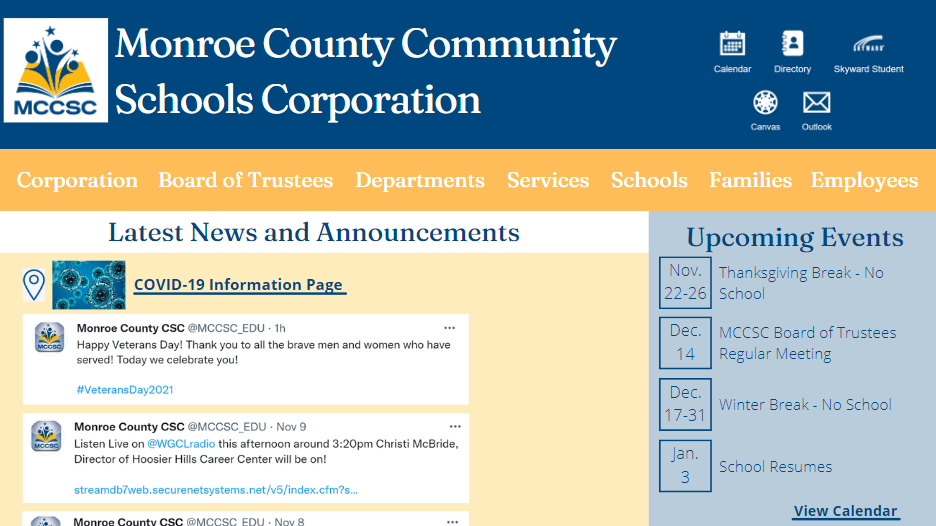 MCCSC
Monroe County Community
Schools Corporation
Calendar
Directory
SKYWARD
Skyward Student
Canvas
Outlook
Corporation Board of Trustees Departments Services Schools Families Employees
Latest News and Announcements
COVID-19 Information Page
MCCSC
Monroe County CSC @MCCSC_EDU · 1h
Happy Veterans Day! Thank you to all the brave men and women who have
served! Today we celebrate you!
#VeteransDay2021
MCCSC
Monroe County CSC @MCCSC_EDU · Nov 9
Listen Live on @WGCLradio this afternoon around 3:20pm Christi McBride,
Director of Hoosier Hills Career Center will be on!
streamdb7web.securenetsystems.net/v5/index.cfm?s...
Monroe County CSC @MCCSC_EDU · Nov 8
Upcoming Events
Nov.
22-26
Thanksgiving Break - No
School
Dec.
14
MCCSC Board of Trustees
Regular Meeting
Dec.
17-31
Winter Break - No School
Jan.
3
School Resumes
View Calendar